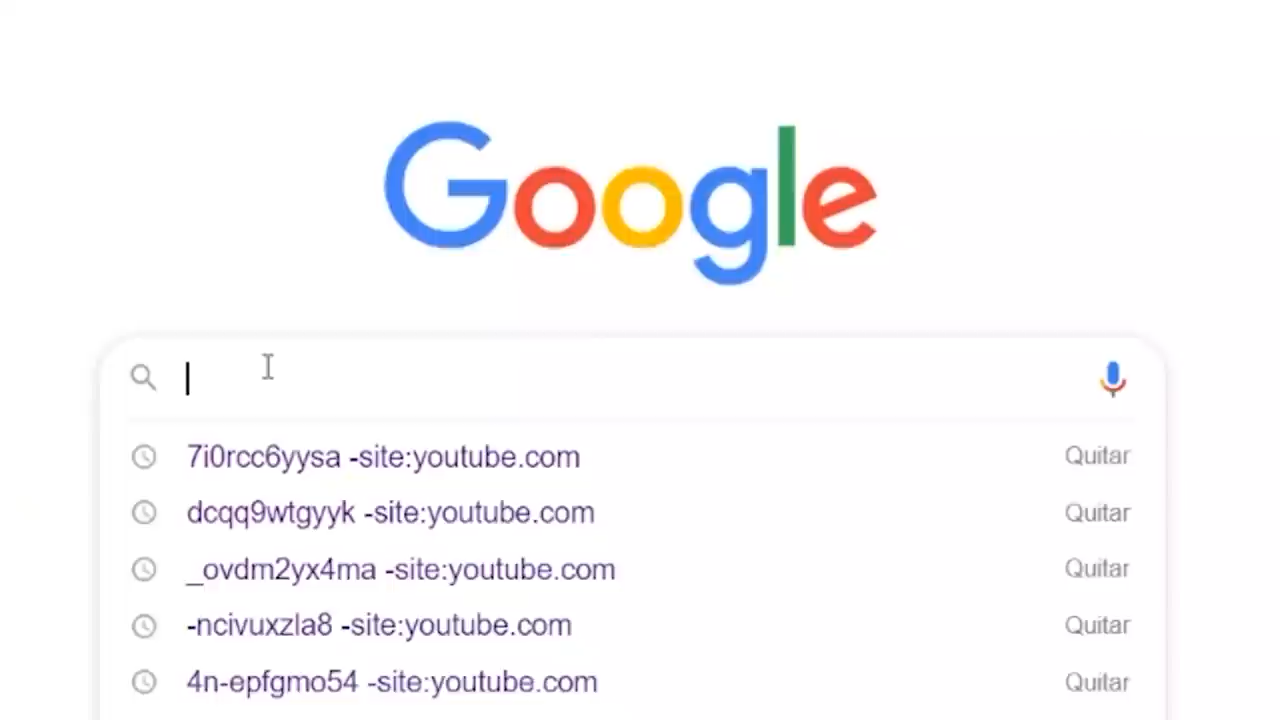 Google
7i0rcc6yysa -site:youtube.com
Quitar
dcqq9wtgyyk -site:youtube.com
Quitar
_ovdm2yx4ma -site:youtube.com
Quitar
-ncivuxzla8 -site:youtube.com
Quitar
4n-epfgmo54 -site:youtube.com
Quitar